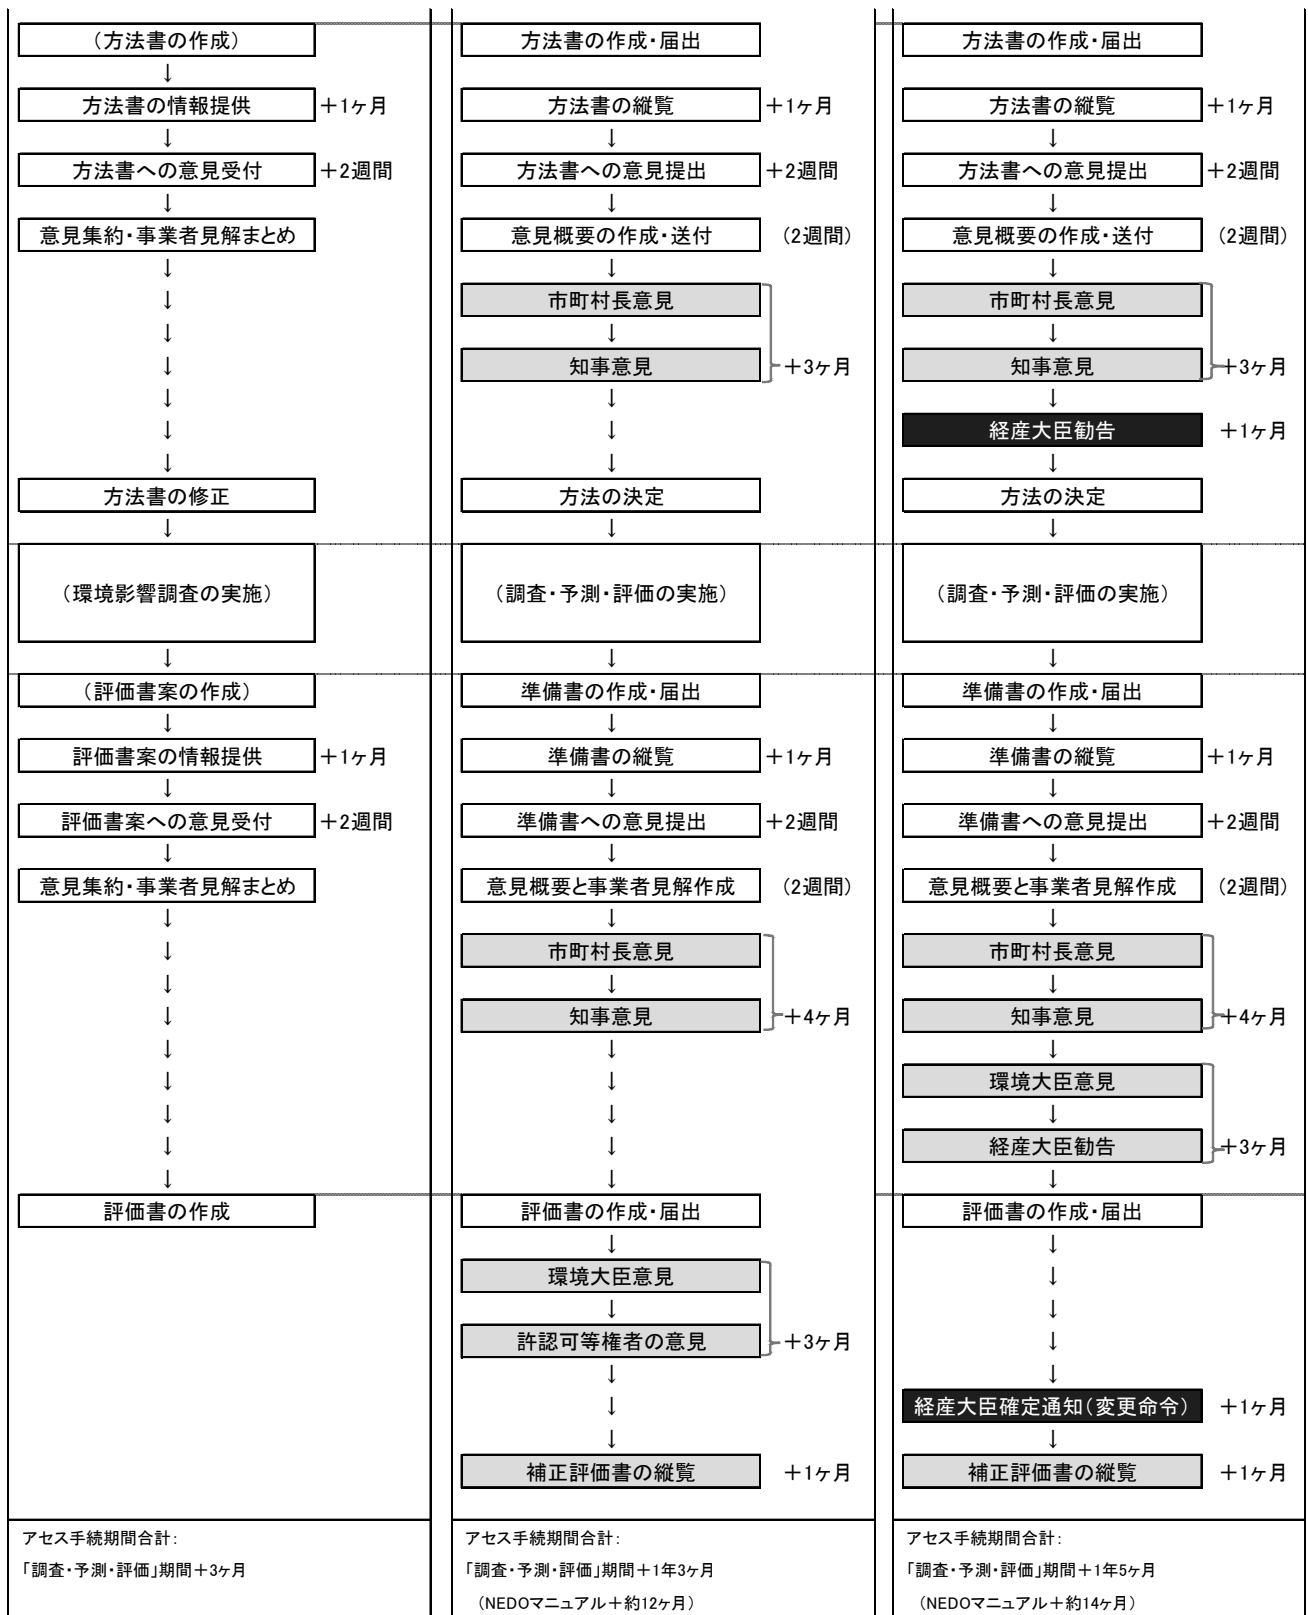 (方法書の作成)
↓
方法書の情報提供 +1ヶ月
↓
方法書への意見受付 +2週間
↓
意見集約・事業者見解まとめ
↓
↓
↓
↓
↓
↓
↓
方法書の修正
↓
(環境影響調査の実施)
↓
(評価書案の作成)
↓
評価書案の情報提供 +1ヶ月
↓
評価書案への意見受付 +2週間
↓
意見集約・事業者見解まとめ
↓
↓
↓
↓
↓
↓
↓
↓
↓
評価書の作成
アセス手続期間合計:
「調査・予測・評価」期間+3ヶ月
方法書の作成・届出
↓
方法書の縦覧 +1ヶ月
↓
方法書への意見提出 +2週間
↓
意見概要の作成・送付 (2週間)
↓
市町村長意見
↓
知事意見 +3ヶ月
↓
↓
↓
方法の決定
↓
(調査・予測・評価の実施)
↓
準備書の作成・届出
↓
準備書の縦覧 +1ヶ月
↓
準備書への意見提出 +2週間
↓
意見概要と事業者見解作成 (2週間)
↓
市町村長意見
↓
知事意見 +4ヶ月
↓
↓
↓
↓
↓
評価書の作成・届出
↓
環境大臣意見
↓
許認可等権者の意見 +3ヶ月
↓
↓
↓
補正評価書の縦覧 +1ヶ月
アセス手続期間合計:
「調査・予測・評価」期間+1年3ヶ月
(NEDOマニュアル+約12ヶ月)
方法書の作成・届出
↓
方法書の縦覧 +1ヶ月
↓
方法書への意見提出 +2週間
↓
意見概要の作成・送付 (2週間)
↓
市町村長意見
↓
知事意見 +3ヶ月
↓
経産大臣勧告 +1ヶ月
↓
方法の決定
↓
(調査・予測・評価の実施)
↓
準備書の作成・届出
↓
準備書の縦覧 +1ヶ月
↓
準備書への意見提出 +2週間
↓
意見概要と事業者見解作成 (2週間)
↓
市町村長意見
↓
知事意見 +4ヶ月
↓
環境大臣意見
↓
経産大臣勧告 +3ヶ月
↓
評価書の作成・届出
↓
↓
↓
↓
↓
経産大臣確定通知(変更命令) +1ヶ月
↓
補正評価書の縦覧 +1ヶ月
アセス手続期間合計:
「調査・予測・評価」期間+1年5ヶ月
(NEDOマニュアル+約14ヶ月)